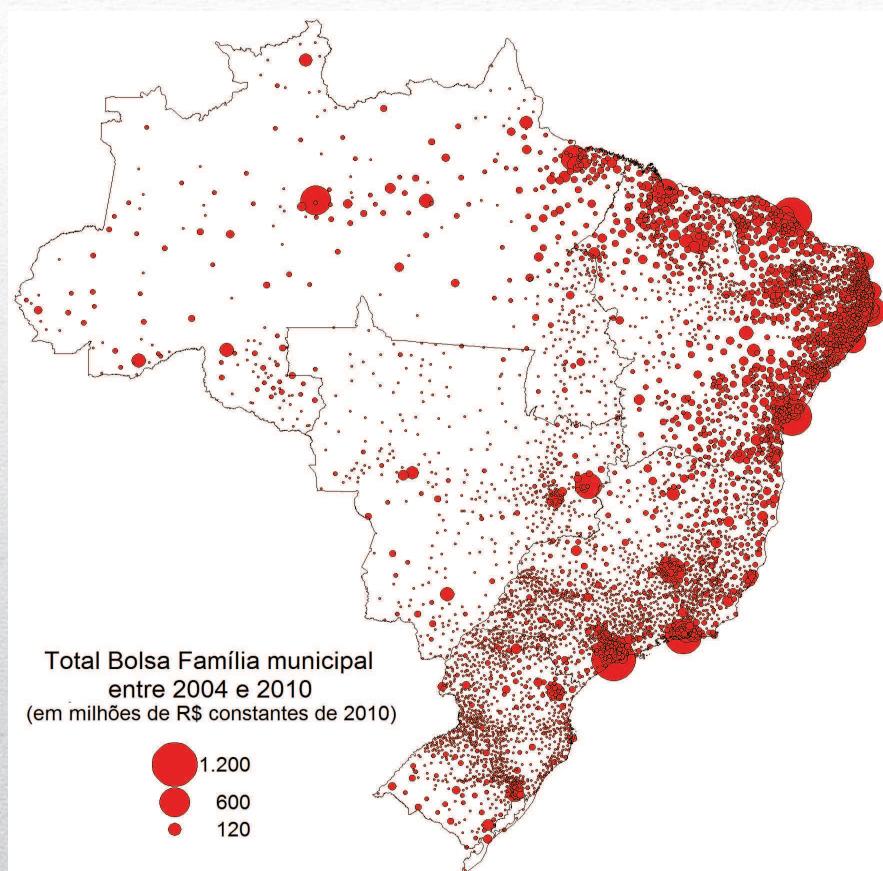 Total Bolsa Família municipal
entre 2004 e 2010
(em milhões de R$ constantes de 2010)
1.200
600
120